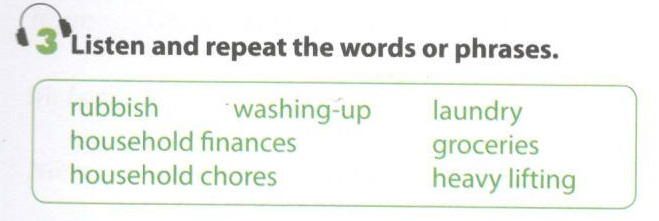 3 Listen and repeat the words or phrases.
rubbish washing-up laundry
household finances groceries
household chores heavy lifting